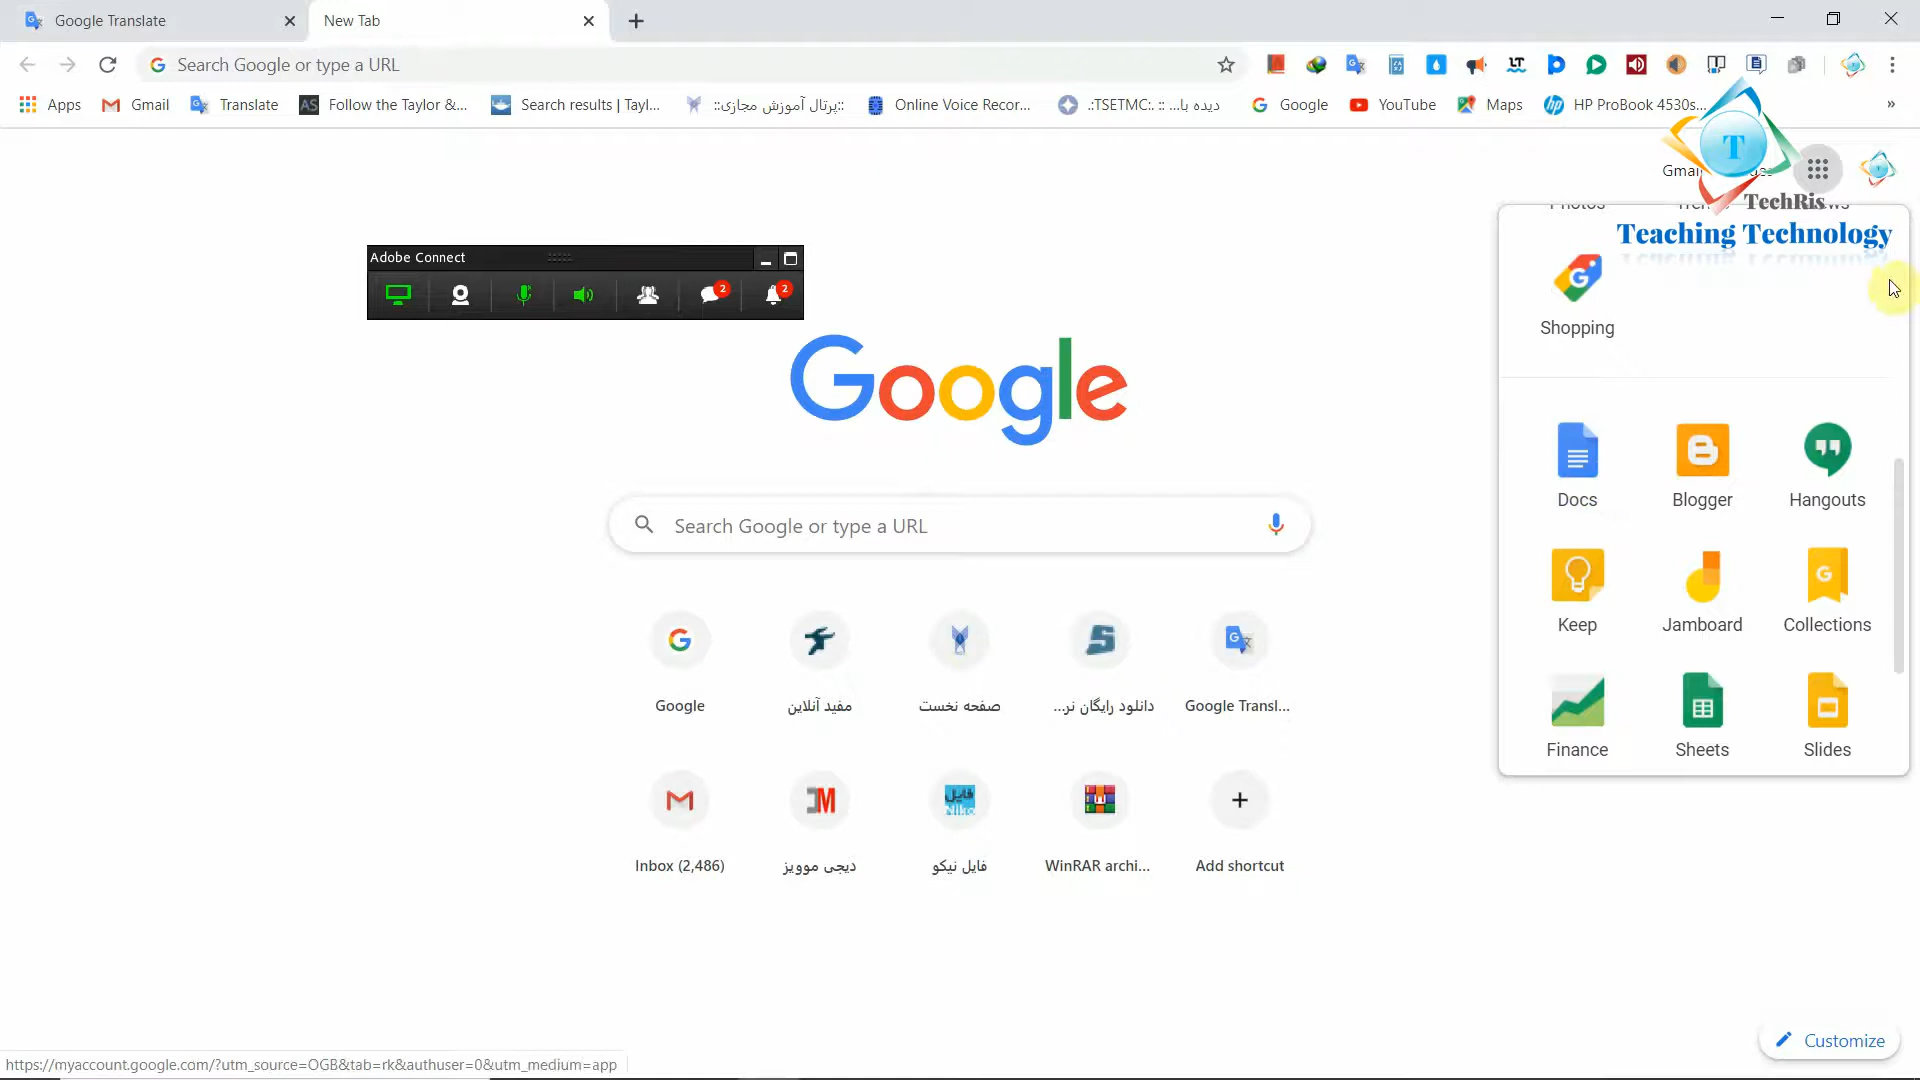 Google Translate
New Tab
Search Google or type a URL
Apps
Gmail
Translate
AS
Follow the Taylor &...
Search results | Tayl...
::پرتال آموزش مجازی::
Online Voice Recor...
دیده با... :: .:TSETMC:.
Google
YouTube
Maps
HP ProBook 4530s...
»
T
TechRis
Teaching Technology
Adobe Connect
2
2
Google
Shopping
Search Google or type a URL
Docs
Blogger
Hangouts
Keep
Jamboard
Collections
Finance
Sheets
Slides
Google
مفید آنلاین
صفحه نخست
دانلود رایگان نر...
Google Transl...
فایل
Niko
Inbox (2,486)
دیجی موویز
فایل نیکو
WinRAR archi...
Add shortcut
Customize
https://myaccount.google.com/?utm_source=OGB&tab=rk&authuser=0&utm_medium=app